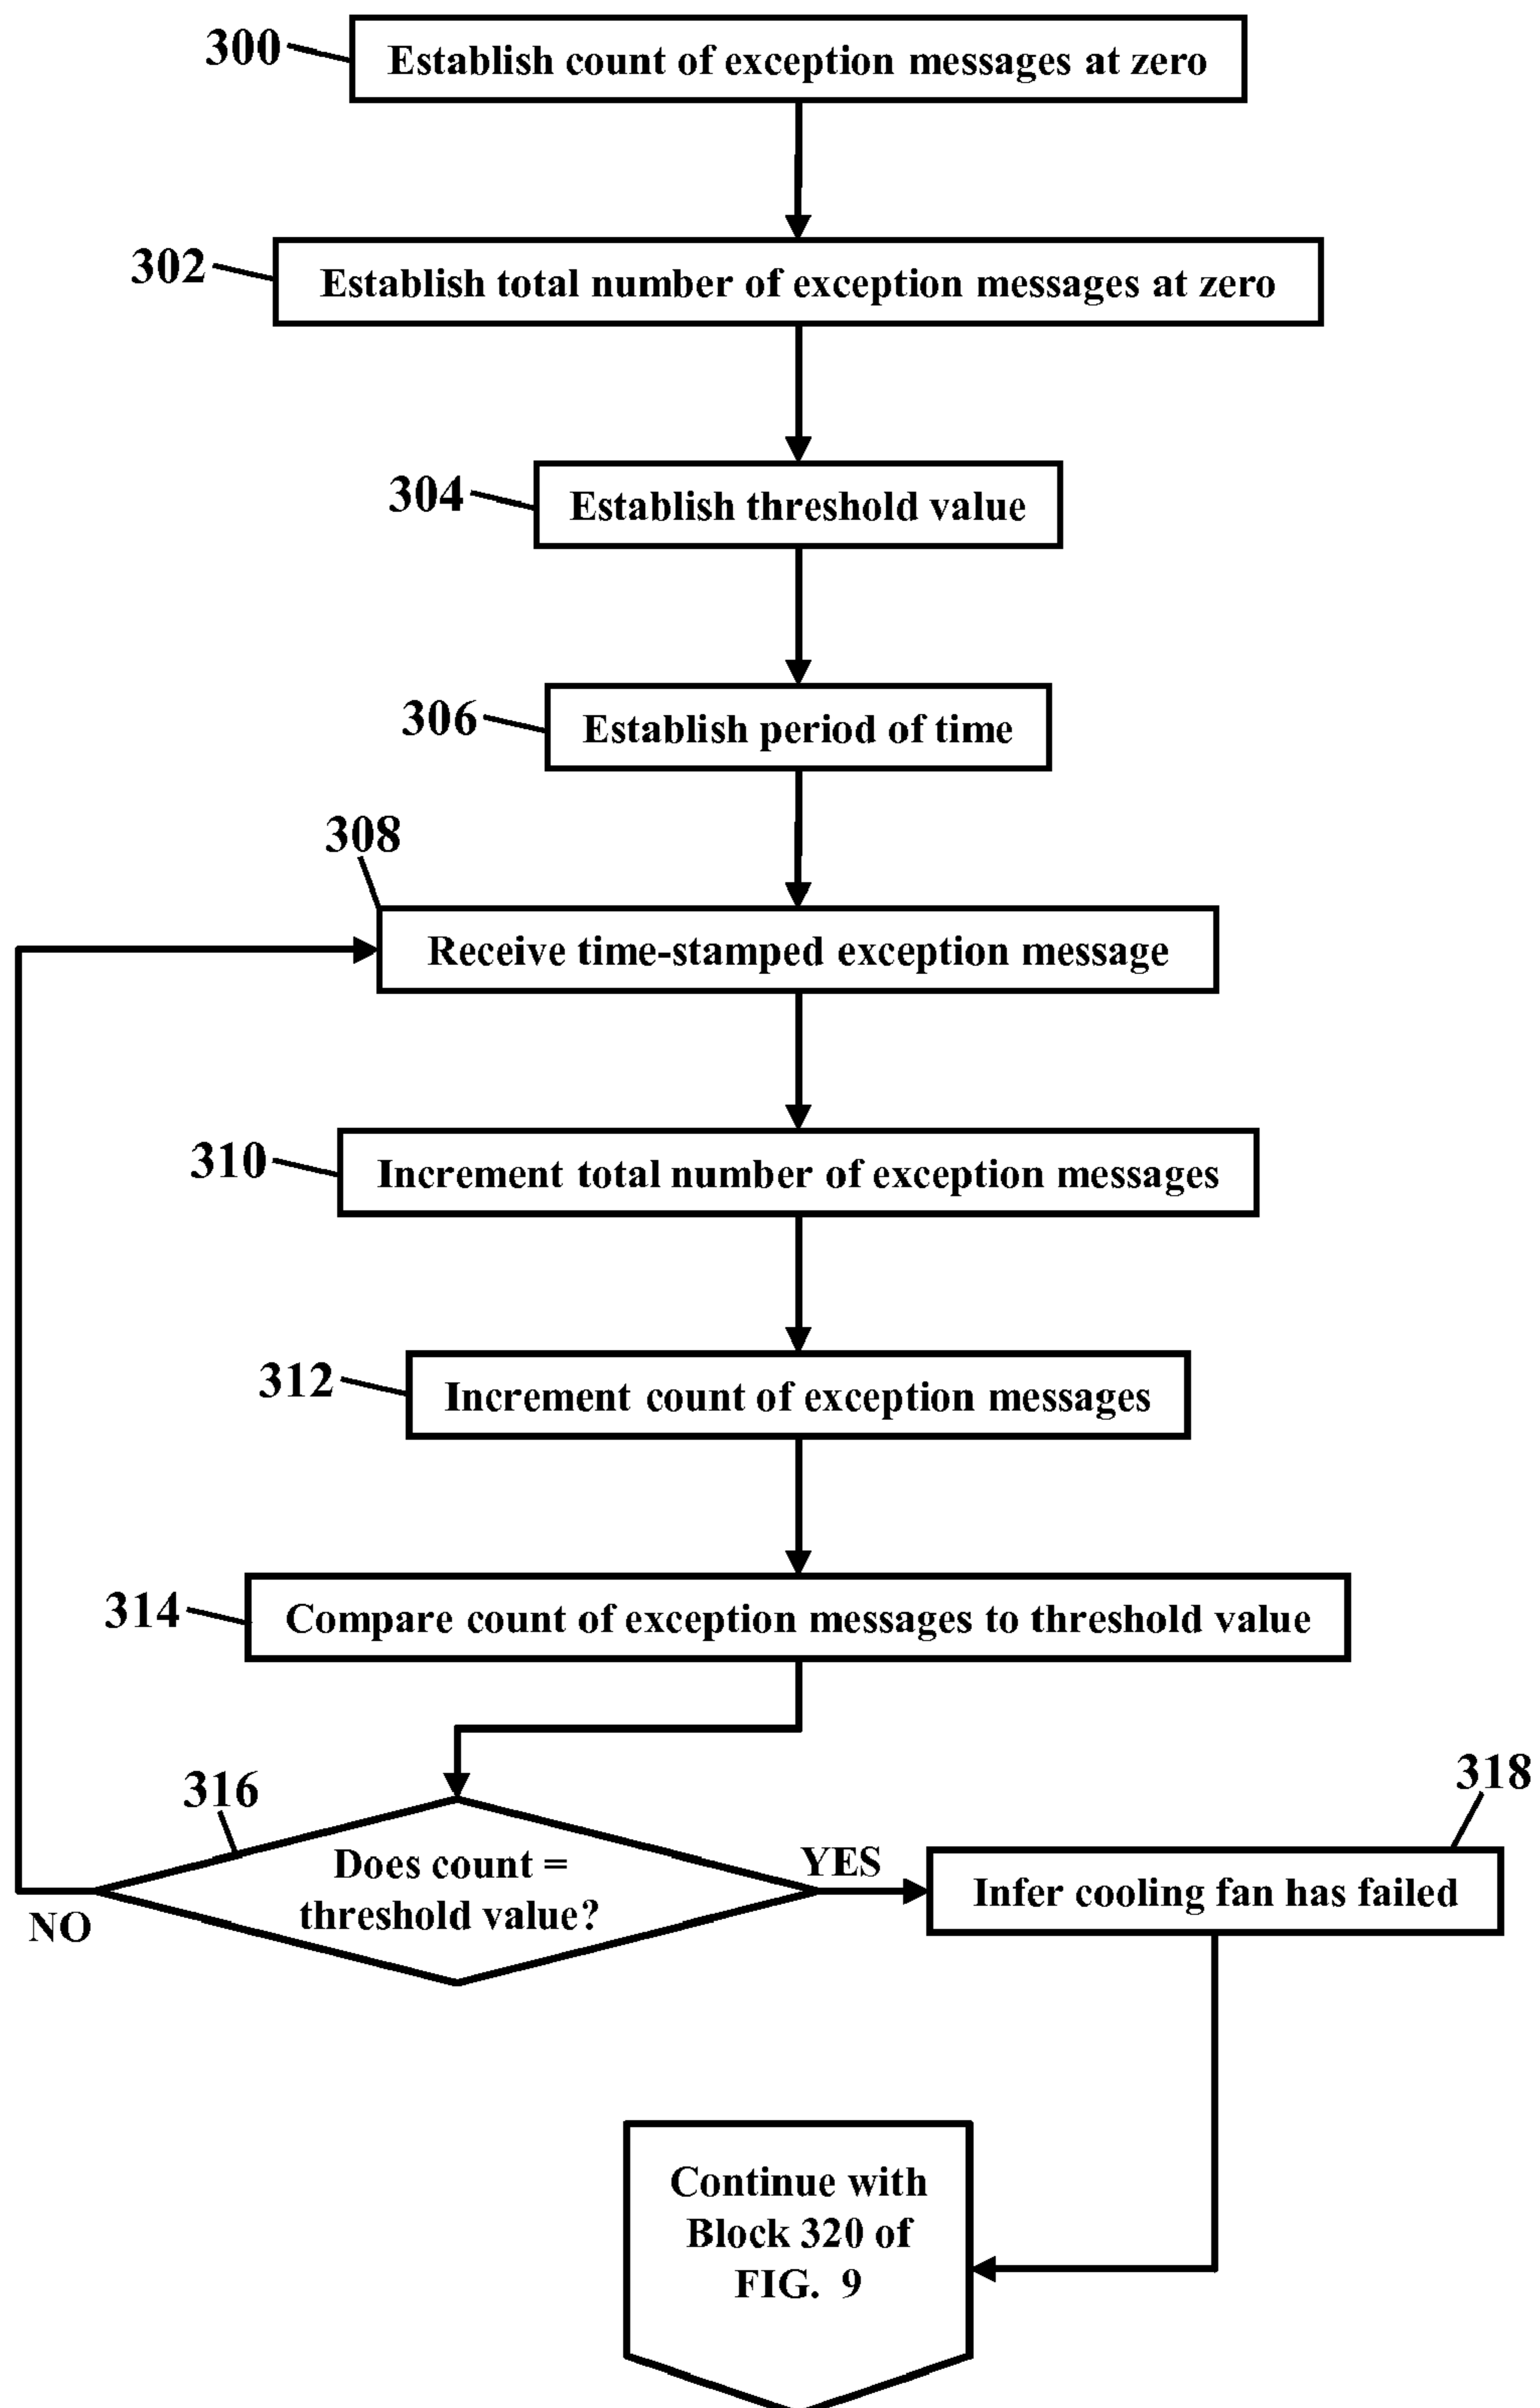 300
Establish count of exception messages at zero
302
Establish total number of exception messages at zero
304
Establish threshold value
306
Establish period of time
308
Receive time-stamped exception message
310
Increment total number of exception messages
312
Increment count of exception messages
314
Compare count of exception messages to threshold value
316
Does count =
threshold value?
NO
YES
318
Infer cooling fan has failed
Continue with
Block 320 of
FIG. 9